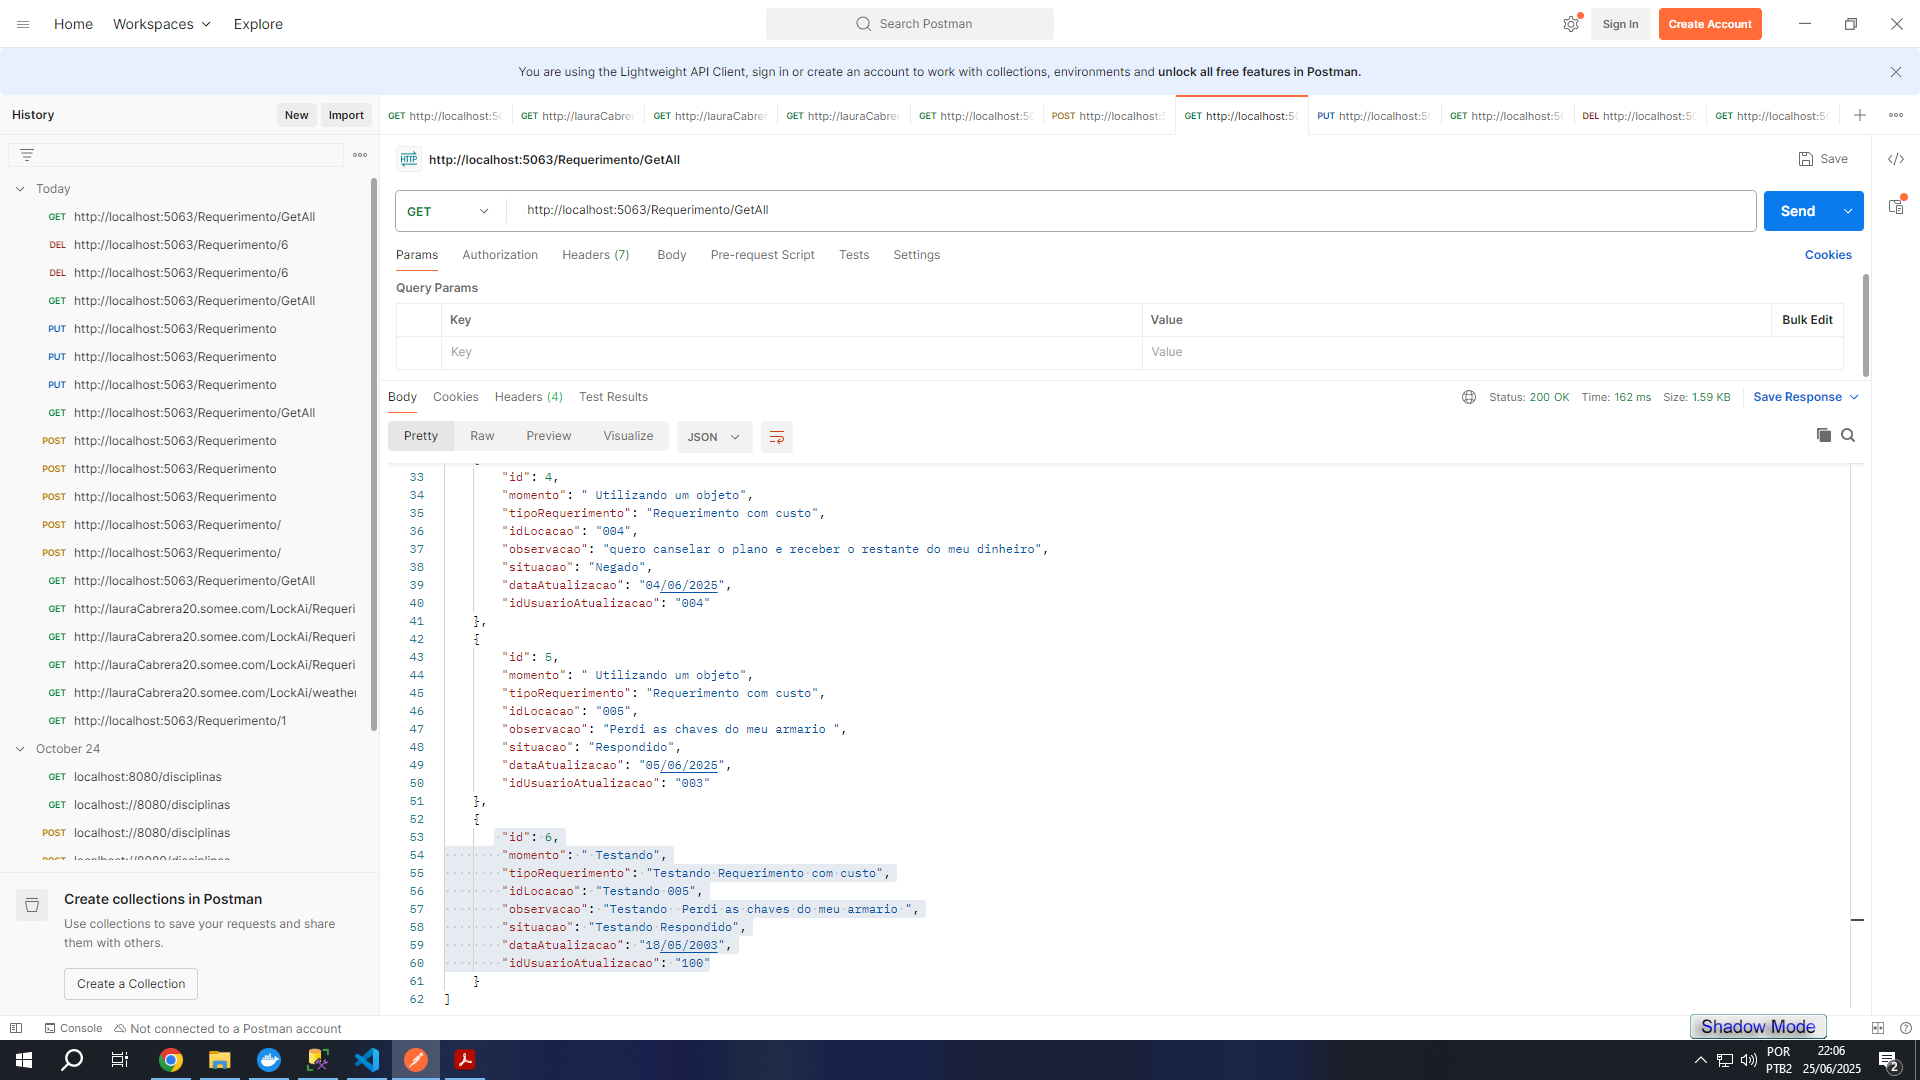 Home
Workspaces
Explore
Search Postman
Sign In
Create Account
You are using the Lightweight API Client, sign in or create an account to work with collections, environments and unlock all free features in Postman.
History
New
Import
GET http://localhost:50
GET http://lauraCabrer
GET http://lauraCabrer
GET http://lauraCabrer
GET http://localhost:50
POST http://localhost:
GET http://localhost:50
PUT http://localhost:50
GET http://localhost:50
DEL http://localhost:50
GET http://localhost:50
HTTP http://localhost:5063/Requerimento/GetAll
Save
GET
http://localhost:5063/Requerimento/GetAll
Send
Params
Authorization
Headers (7)
Body
Pre-request Script
Tests
Settings
Cookies
Query Params
Key
Value
Bulk Edit
Key
Value
Today
GET http://localhost:5063/Requerimento/GetAll
DEL http://localhost:5063/Requerimento/6
DEL http://localhost:5063/Requerimento/6
GET http://localhost:5063/Requerimento/GetAll
PUT http://localhost:5063/Requerimento
PUT http://localhost:5063/Requerimento
PUT http://localhost:5063/Requerimento
GET http://localhost:5063/Requerimento/GetAll
POST http://localhost:5063/Requerimento
POST http://localhost:5063/Requerimento
POST http://localhost:5063/Requerimento
POST http://localhost:5063/Requerimento/
POST http://localhost:5063/Requerimento/
GET http://localhost:5063/Requerimento/GetAll
GET http://lauraCabrera20.somee.com/LockAi/Requeri
GET http://lauraCabrera20.somee.com/LockAi/Requeri
GET http://lauraCabrera20.somee.com/LockAi/Requeri
GET http://lauraCabrera20.somee.com/LockAi/weather
GET http://localhost:5063/Requerimento/1
October 24
GET localhost:8080/disciplinas
GET localhost://8080/disciplinas
POST localhost://8080/disciplinas
POST localhost://8080/disciplinas
Create collections in Postman
Use collections to save your requests and share
them with others.
Create a Collection
Body
Cookies
Headers (4)
Test Results
Status: 200 OK
Time: 162 ms
Size: 1.59 KB
Save Response
Pretty
Raw
Preview
Visualize
JSON
33 "id": 4,
34 "momento": " Utilizando um objeto",
35 "tipoRequerimento": "Requerimento com custo",
36 "idLocacao": "004",
37 "observacao": "quero canselar o plano e receber o restante do meu dinheiro",
38 "situacao": "Negado",
39 "dataAtualizacao": "04/06/2025",
40 "idUsuarioAtualizacao": "004"
41 },
42 {
43 "id": 5,
44 "momento": " Utilizando um objeto",
45 "tipoRequerimento": "Requerimento com custo",
46 "idLocacao": "005",
47 "observacao": "Perdi as chaves do meu armario ",
48 "situacao": "Respondido",
49 "dataAtualizacao": "05/06/2025",
50 "idUsuarioAtualizacao": "003"
51 },
52 {
53 "id": 6,
54 "momento": " Testando",
55 "tipoRequerimento": "Testando Requerimento com custo",
56 "idLocacao": "Testando 005",
57 "observacao": "Testando  Perdi as chaves do meu armario ",
58 "situacao": "Testando Respondido",
59 "dataAtualizacao": "18/05/2003",
60 "idUsuarioAtualizacao": "100"
61 }
62 ]
Console
Not connected to a Postman account
Shadow Mode
POR
PTB2
22:06
25/06/2025
2